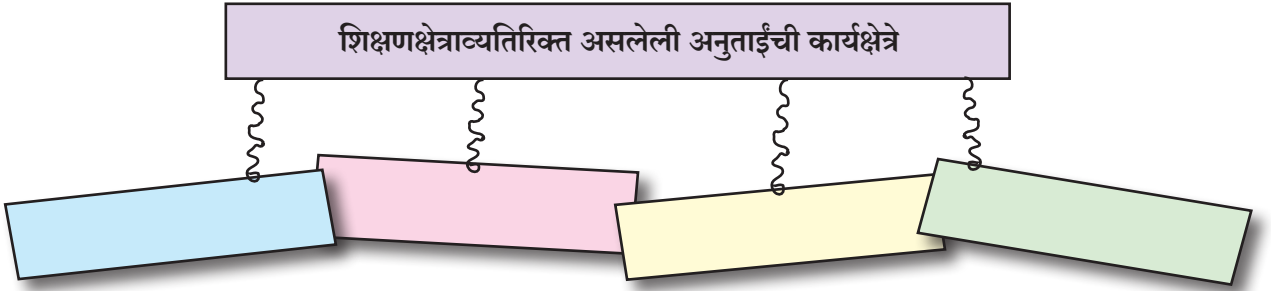 शिक्षणक्षेत्राव्यतिरिक्त असलेली अनुताईंची कार्यक्षेत्रे